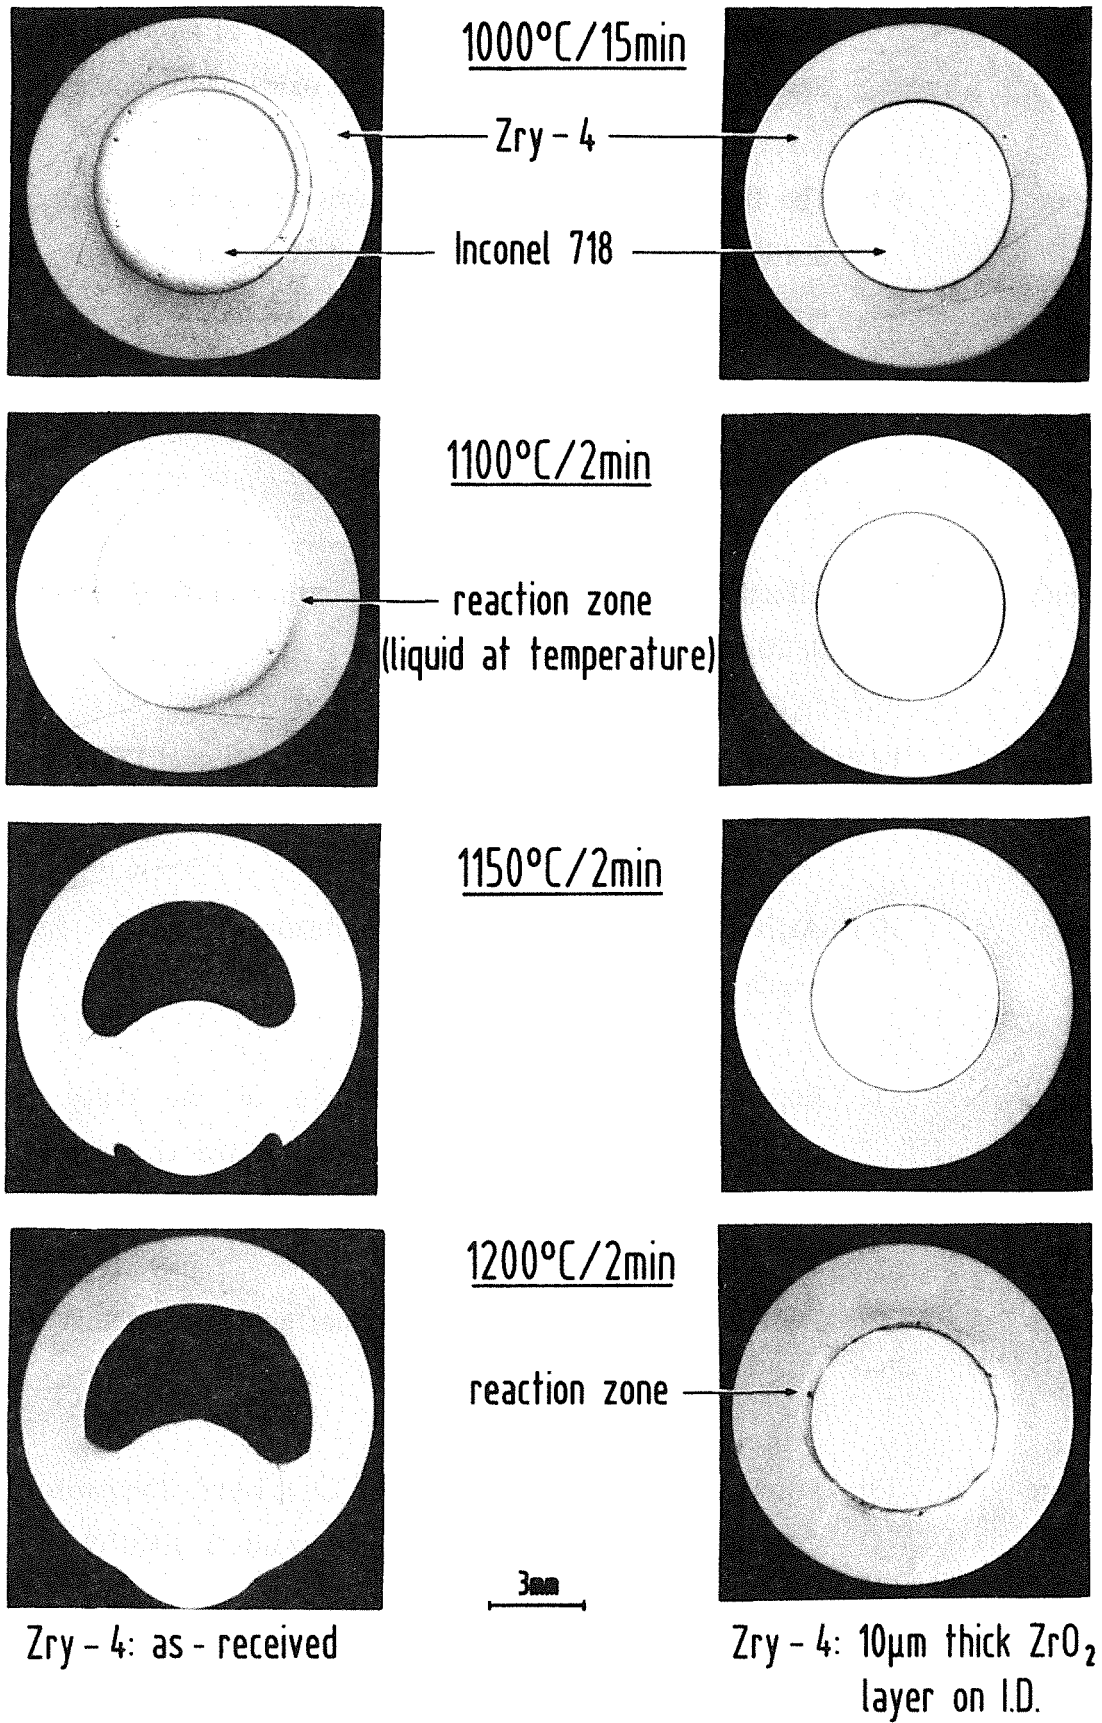 1000°C/15min
Zry-4
Inconel 718
1100°C/2min
reaction zone
(liquid at temperature)
1150°C/2min
1200°C/2min
reaction zone
3mm
Zry-4: as-received
Zry-4: 10µm thick ZrO₂
layer on I.D.